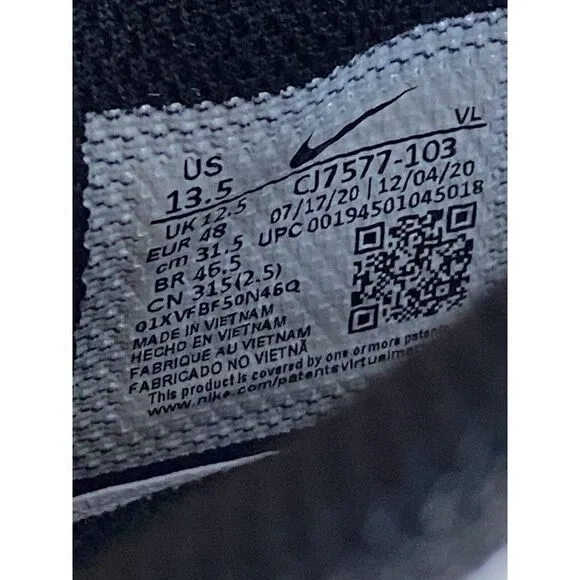 VL
US
13.5
CJ7577-103
UK 12.5
07/17/20 | 12/04/20
EUR 48
UPC 00194501045018
cm 31.5
BR 46.5
CN 315(2.5)
01XVFBF50N46Q
MADE IN VIETNAM
HECHO EN VIETNAM
FABRIQUE AU VIETNAM
FABRICADO NO VIETNÃ
This product is covered by one or more
www.nike.com/patentsvirtual